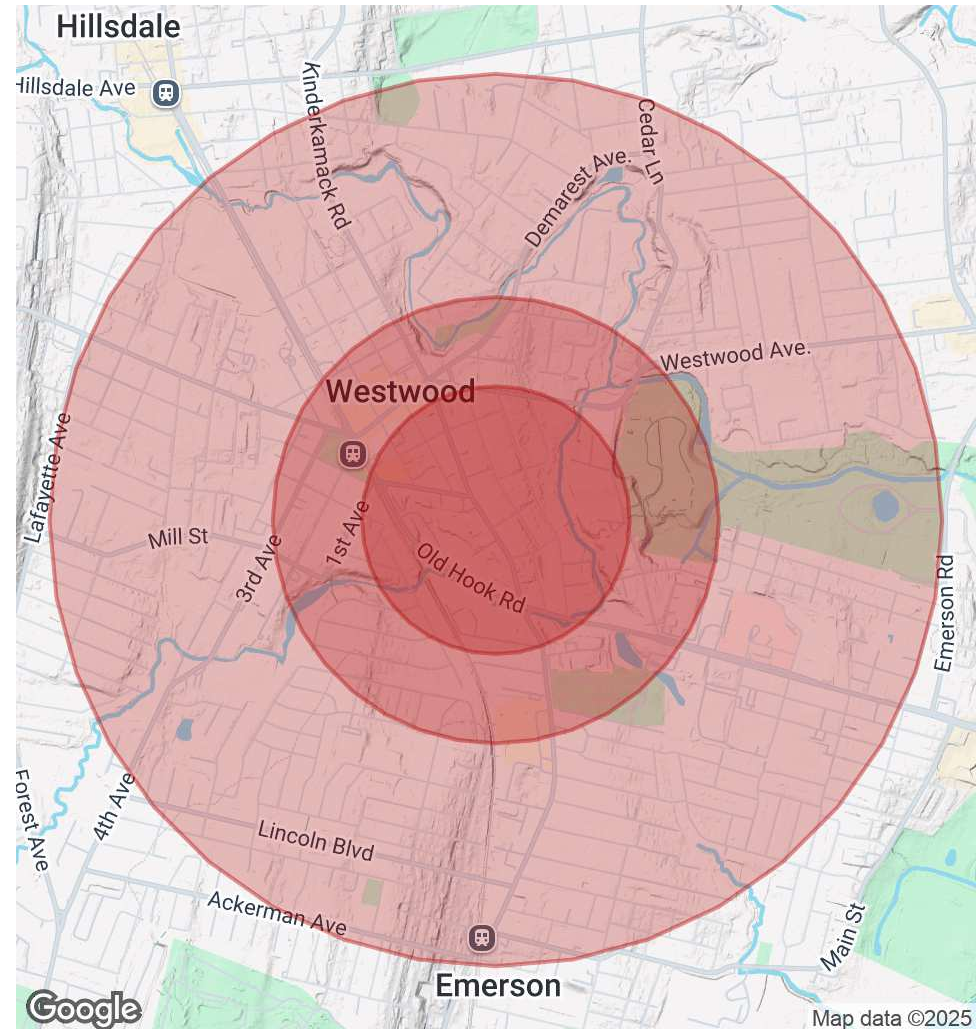 Hillsdale
Hillsdale Ave
Kinderkamack Rd
Cedar Ln
Demarest Ave.
Westwood Ave.
Westwood
Lafayette Ave
Mill St
3rd Ave
1st Ave
Old Hook Rd
Emerson Rd
Forest Ave
4th Ave
Lincoln Blvd
Ackerman Ave
Main St
Emerson
Google
Map data ©2025